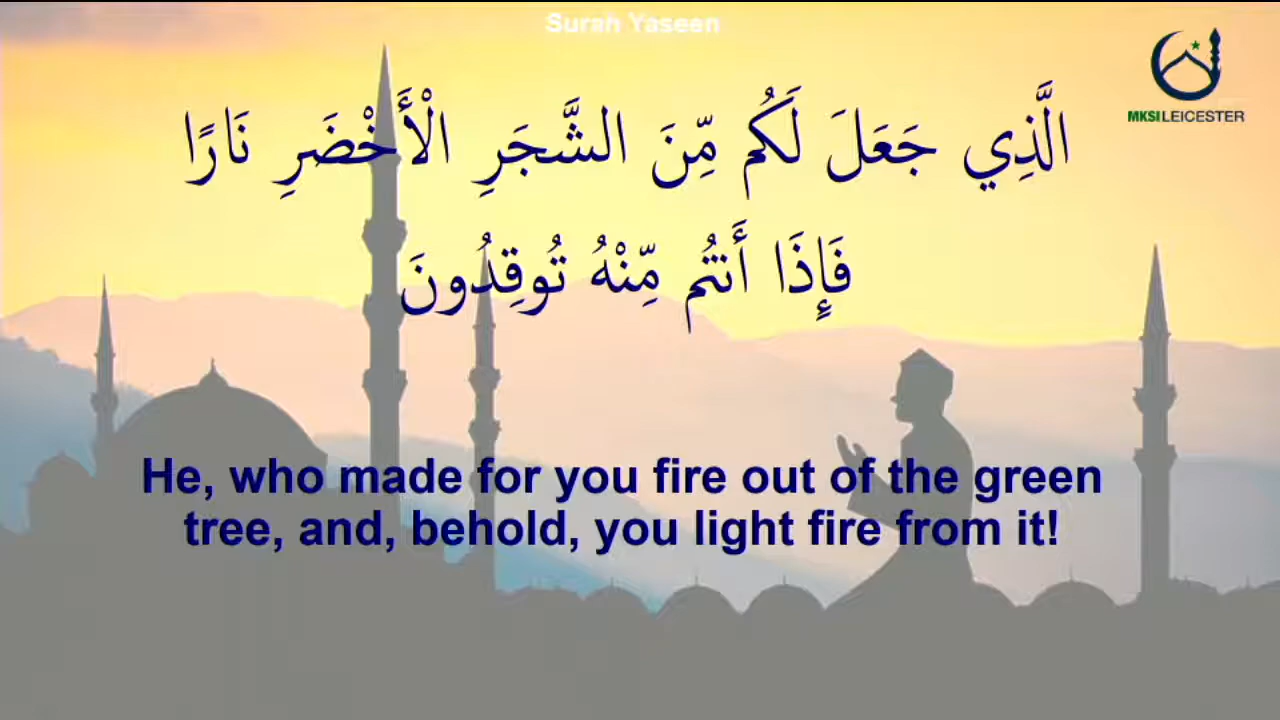 Surah Yaseen
MKSI LEICESTER
الَّذِي جَعَلَ لَكُم مِّنَ الشَّجَرِ الْأَخْضَرِ نَارًا
فَإِذَا أَنتُم مِّنْهُ تُوقِدُونَ
He, who made for you fire out of the green
tree, and, behold, you light fire from it!